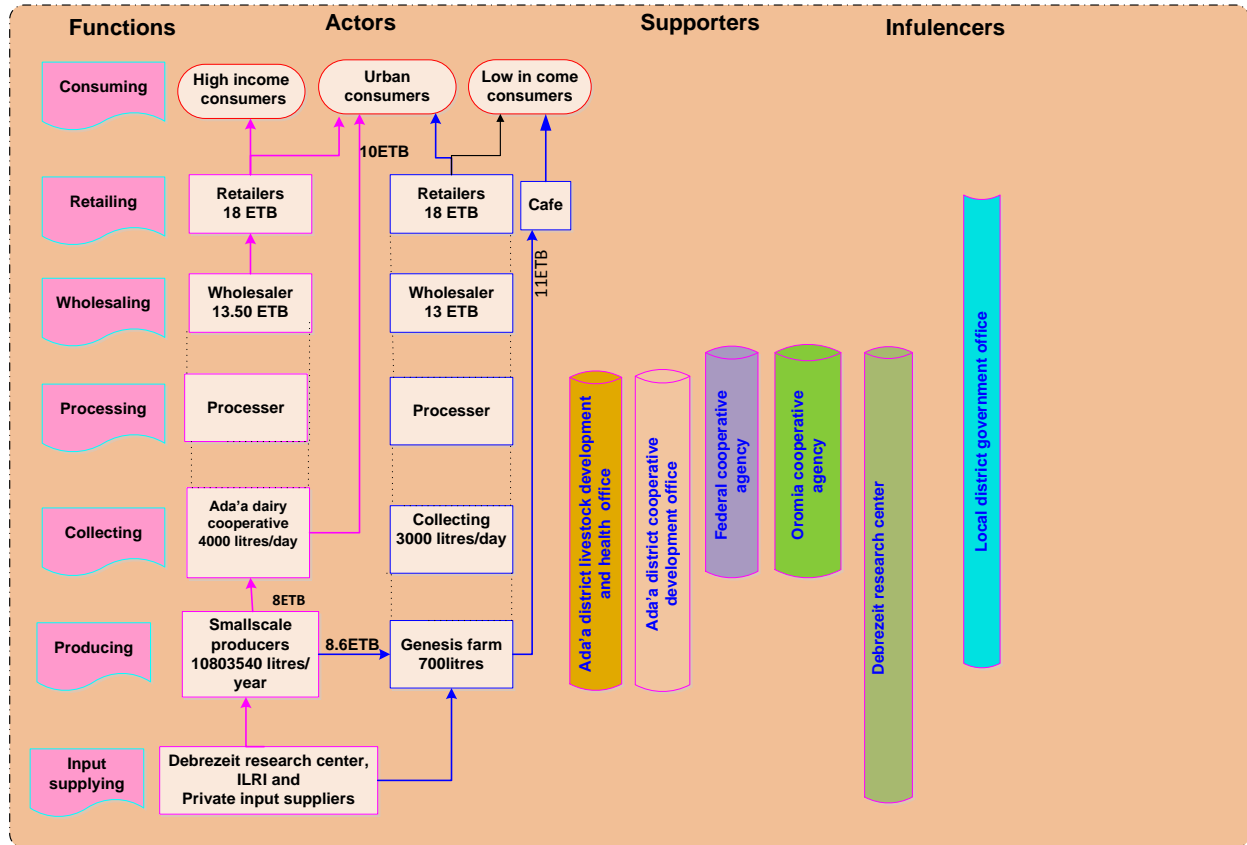 Functions
Actors
Supporters
Infulencers
Consuming
High income
consumers
Urban
consumers
Low in come
consumers
10ETB
Retailing
Retailers
18 ETB
Retailers
18 ETB
Cafe
11ETB
Wholesaling
Wholesaler
13.50 ETB
Wholesaler
13 ETB
Processing
Processer
Processer
Collecting
Ada'a dairy
cooperative
4000 litres/day
Collecting
3000 litres/day
8ETB
Producing
Smallscale
producers
10803540 litres/
year
8.6ETB
Genesis farm
700litres
Input
supplying
Debrezeit research center,
ILRI and
Private input suppliers
Ada'a district livestock development
and health office
Ada'a district cooperative
development office
Federal cooperative
agency
Oromia cooperative
agency
Debrezeit research center
Local district government office